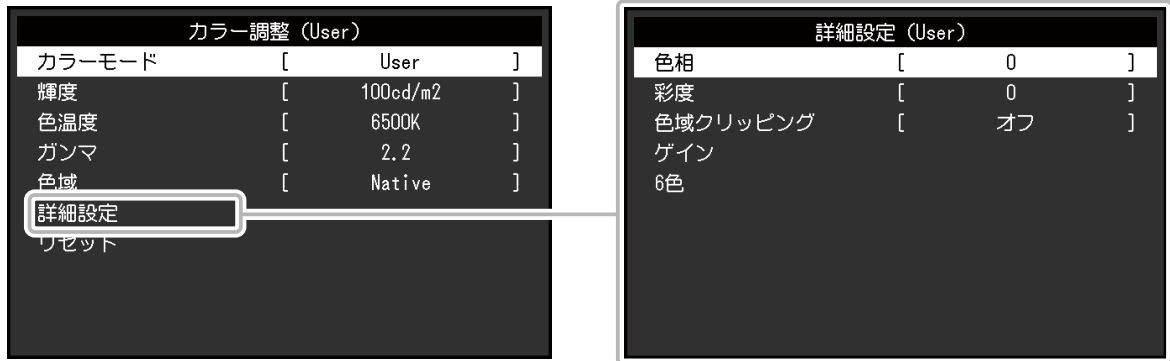 カラー調整 (User)
カラーモード [ User ]
輝度 [ 100cd/m2 ]
色温度 [ 6500K ]
ガンマ [ 2.2 ]
色域 [ Native ]
詳細設定
リセット
詳細設定 (User)
色相 [ 0 ]
彩度 [ 0 ]
色域クリッピング [ オフ ]
ゲイン
6色